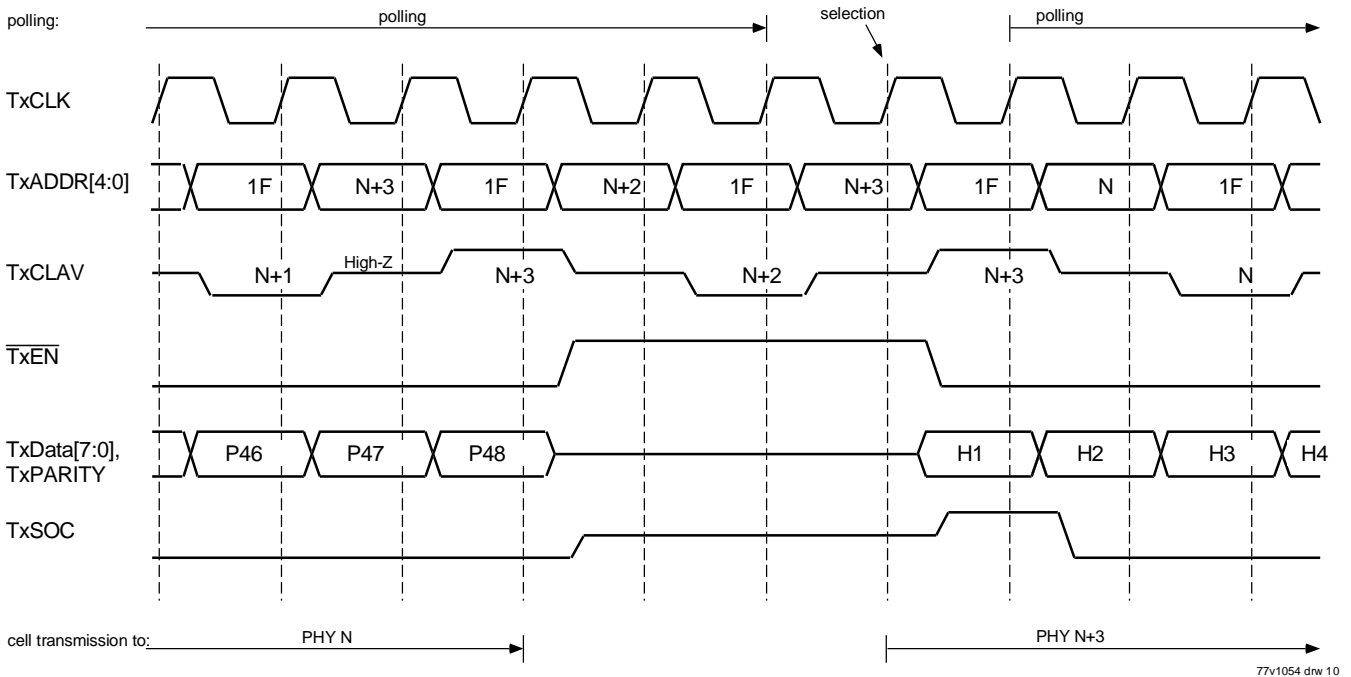 polling: polling selection polling
TxCLK
TxADDR[4:0] 1F N+3 1F N+2 1F N+3 1F N 1F
TxCLAV N+1 High-Z N+3 N+2 N+3 N
TxEN
TxData[7:0], P46 P47 P48 H1 H2 H3 H4
TxPARITY
TxSOC
cell transmission to: PHY N PHY N+3
77v1054 drw 10